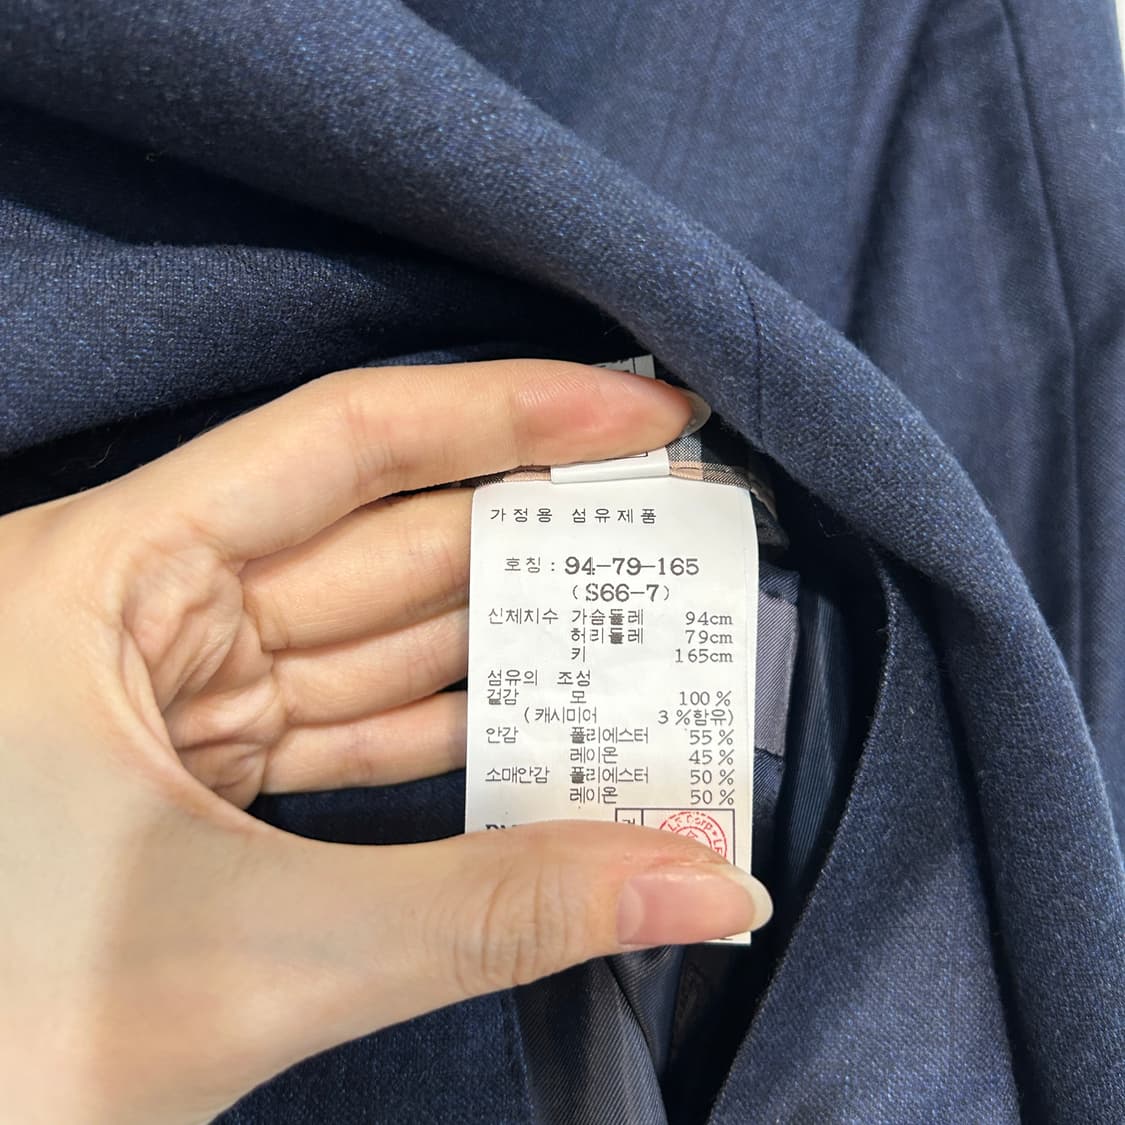 가정용 섬유제품
호칭 : 94-79-165
(S66-7)
신체치수 가슴둘레 94cm
허리둘레 79cm
키 165cm
섬유의 조성
겉감 모 100%
(캐시미어 3%함유)
안감 폴리에스터 55%
레이온 45%
소매안감 폴리에스터 50%
레이온 50%
LF Corp